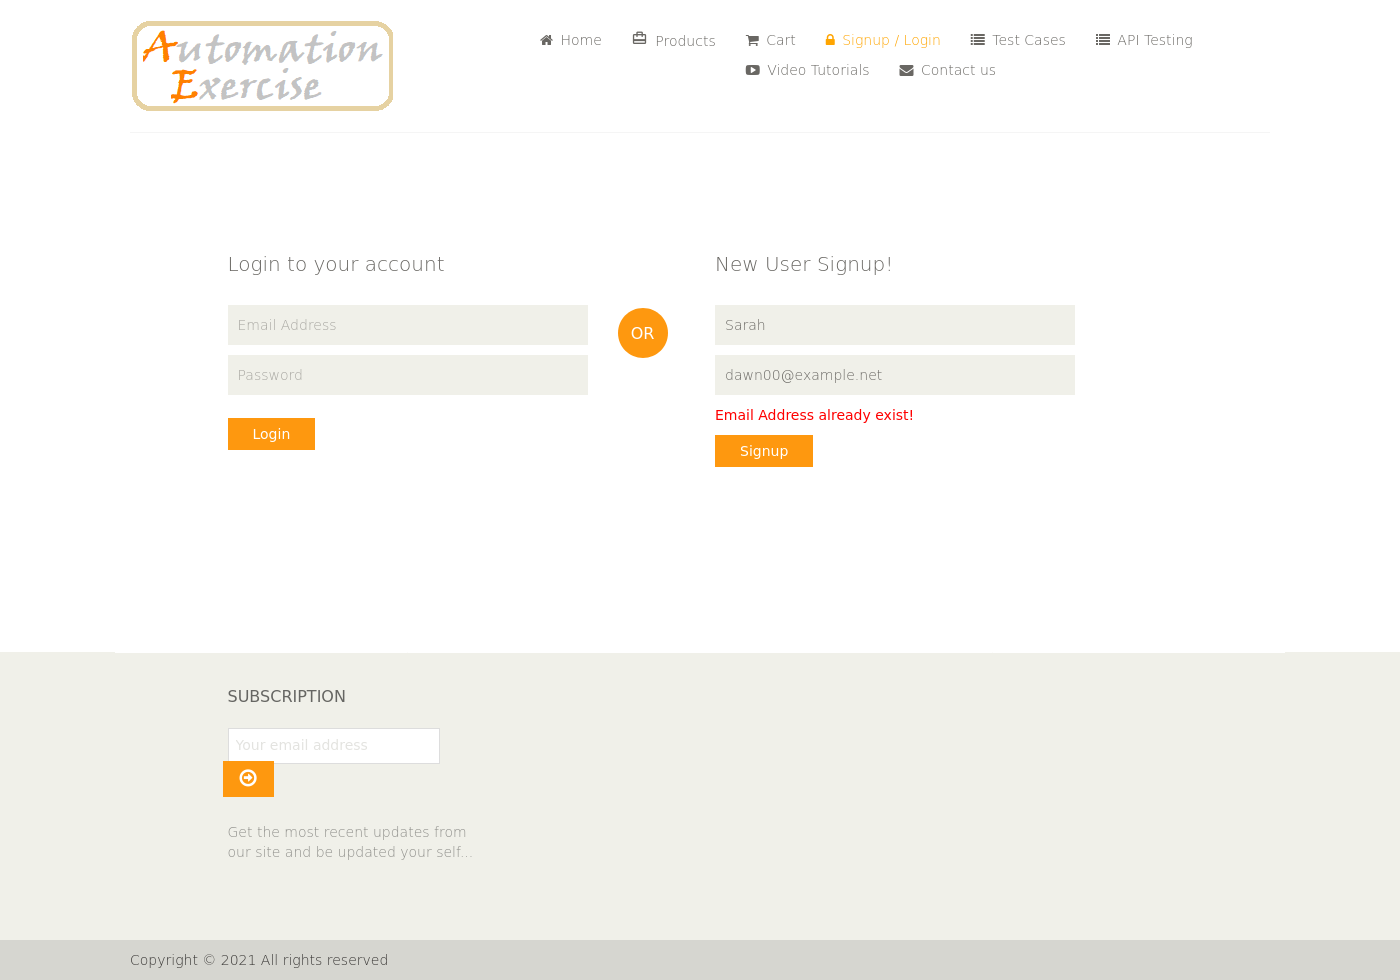 Automation
Exercise
Home
Products
Cart
Signup / Login
Test Cases
API Testing
Video Tutorials
Contact us
Login to your account
Email Address
Password
Login
OR
New User Signup!
Sarah
dawn00@example.net
Email Address already exist!
Signup
SUBSCRIPTION
Your email address
Get the most recent updates from
our site and be updated your self...
Copyright © 2021 All rights reserved